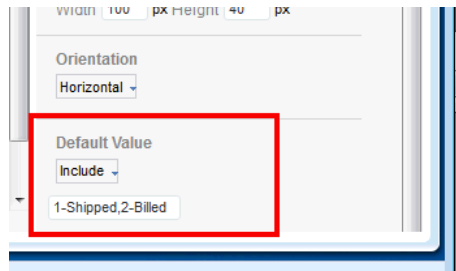 Width 100 px Height 40 px
Orientation
Horizontal
Default Value
Include
1-Shipped,2-Billed